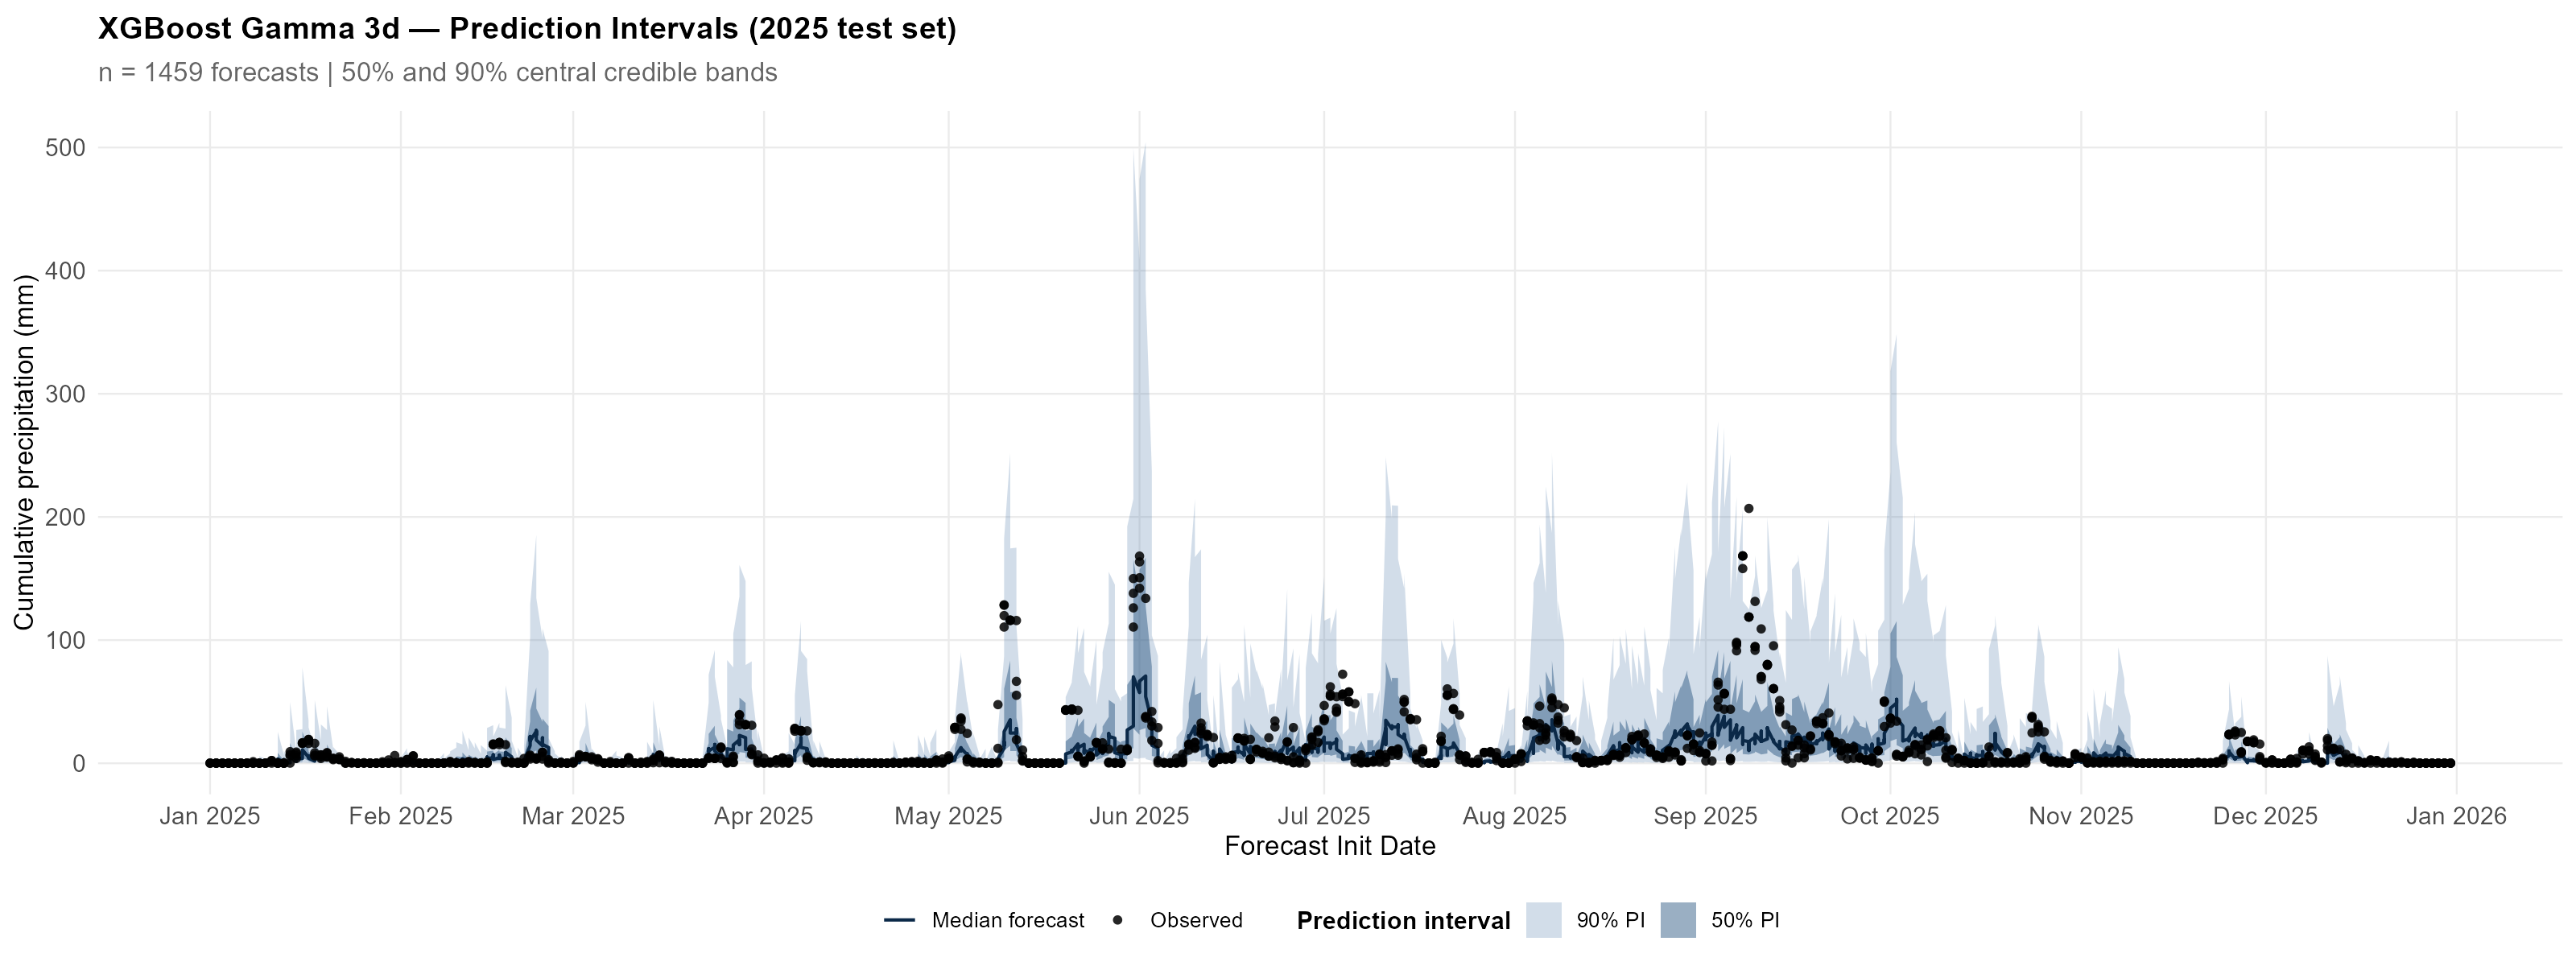 XGBoost Gamma 3d — Prediction Intervals (2025 test set)
n = 1459 forecasts | 50% and 90% central credible bands
Cumulative precipitation (mm)
500
400
300
200
100
0
Jan 2025 Feb 2025 Mar 2025 Apr 2025 May 2025 Jun 2025 Jul 2025 Aug 2025 Sep 2025 Oct 2025 Nov 2025 Dec 2025 Jan 2026
Forecast Init Date
Median forecast Observed Prediction interval 90% PI 50% PI